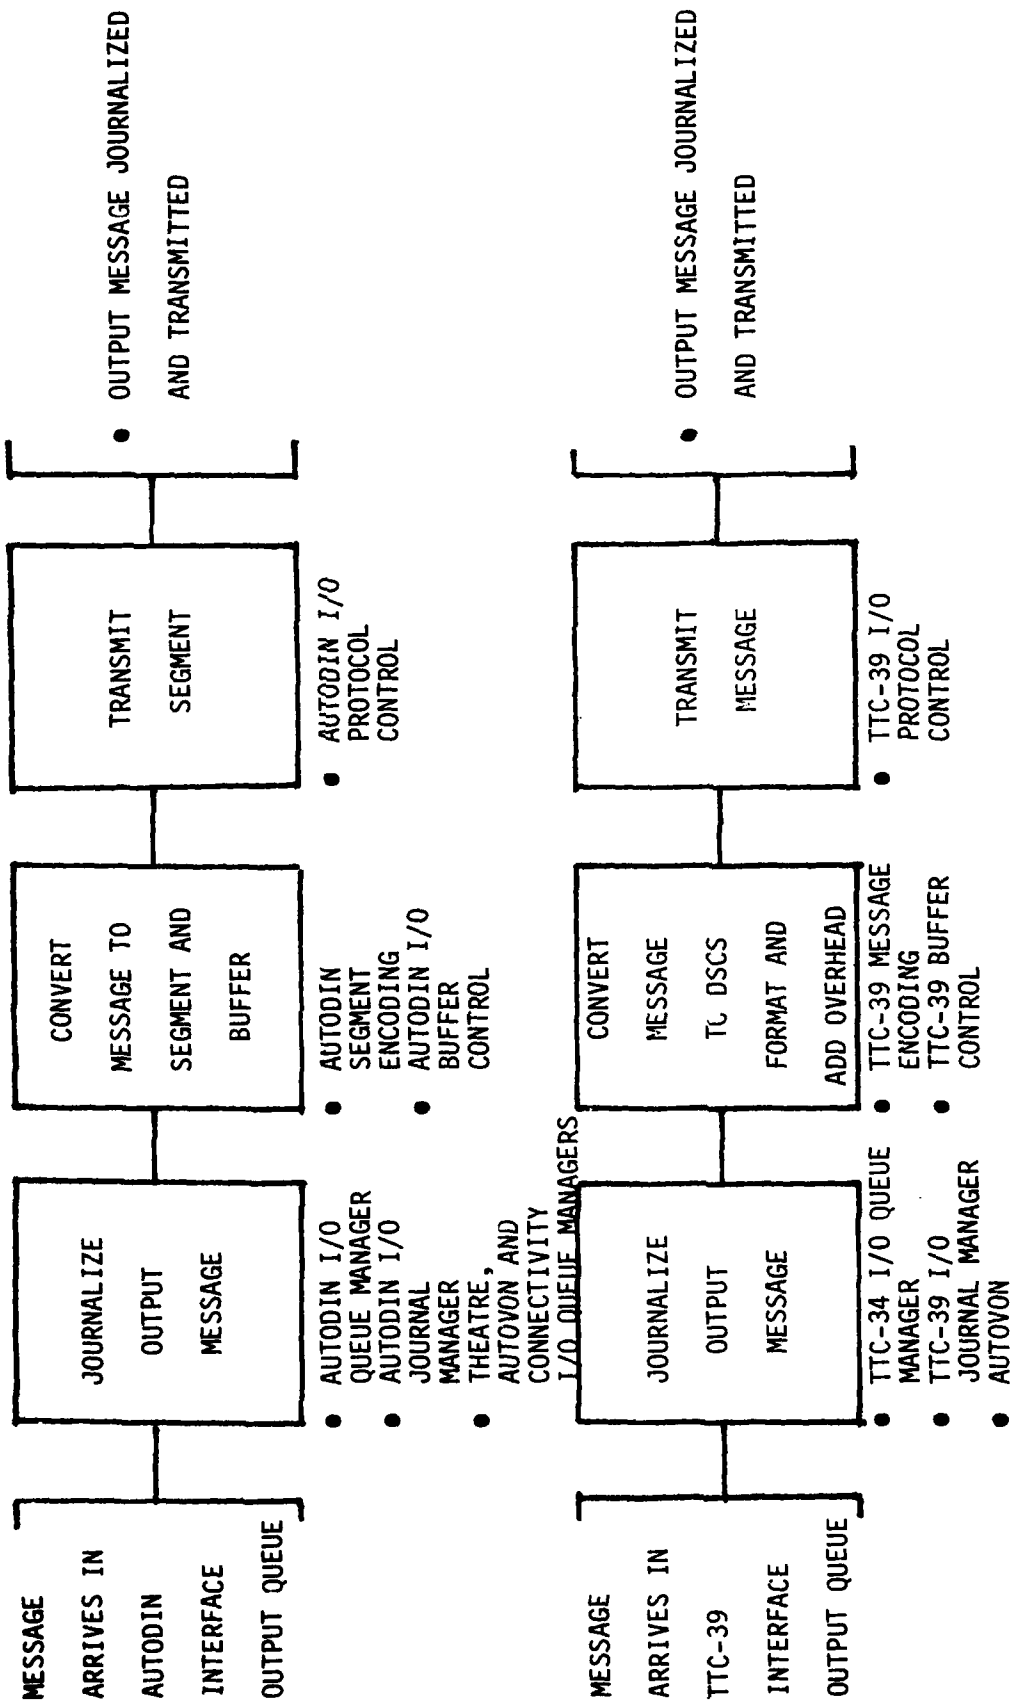 MESSAGE
ARRIVES IN
AUTODIN
INTERFACE
OUTPUT QUEUE
JOURNALIZE
OUTPUT
MESSAGE
● AUTODIN I/O
QUEUE MANAGER
● AUTODIN I/O
JOURNAL
MANAGER
● THEATRE,
AUTOVON AND
CONNECTIVITY
I/O QUEUE MANAGERS
CONVERT
MESSAGE TO
SEGMENT AND
BUFFER
● AUTODIN
SEGMENT
ENCODING
● AUTODIN I/O
BUFFER
CONTROL
TRANSMIT
SEGMENT
● AUTODIN I/O
PROTOCOL
CONTROL
● OUTPUT MESSAGE JOURNALIZED
AND TRANSMITTED
MESSAGE
ARRIVES IN
TTC-39
INTERFACE
OUTPUT QUEUE
JOURNALIZE
OUTPUT
MESSAGE
● TTC-34 I/O QUEUE
MANAGER
● TTC-39 I/O
JOURNAL MANAGER
● AUTOVON
CONVERT
MESSAGE
TC DSCS
FORMAT AND
ADD OVERHEAD
● TTC-39 MESSAGE
ENCODING
● TTC-39 BUFFER
CONTROL
TRANSMIT
MESSAGE
● TTC-39 I/O
PROTOCOL
CONTROL
● OUTPUT MESSAGE JOURNALIZED
AND TRANSMITTED